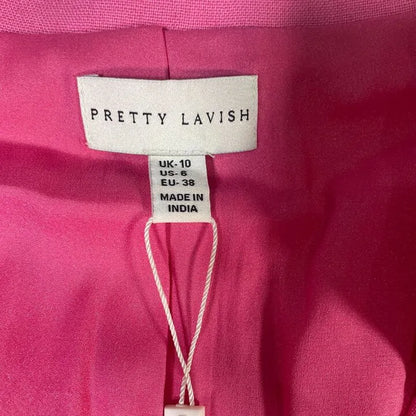 PRETTY LAVISH
UK-10
US-6
EU-38
MADE IN
INDIA